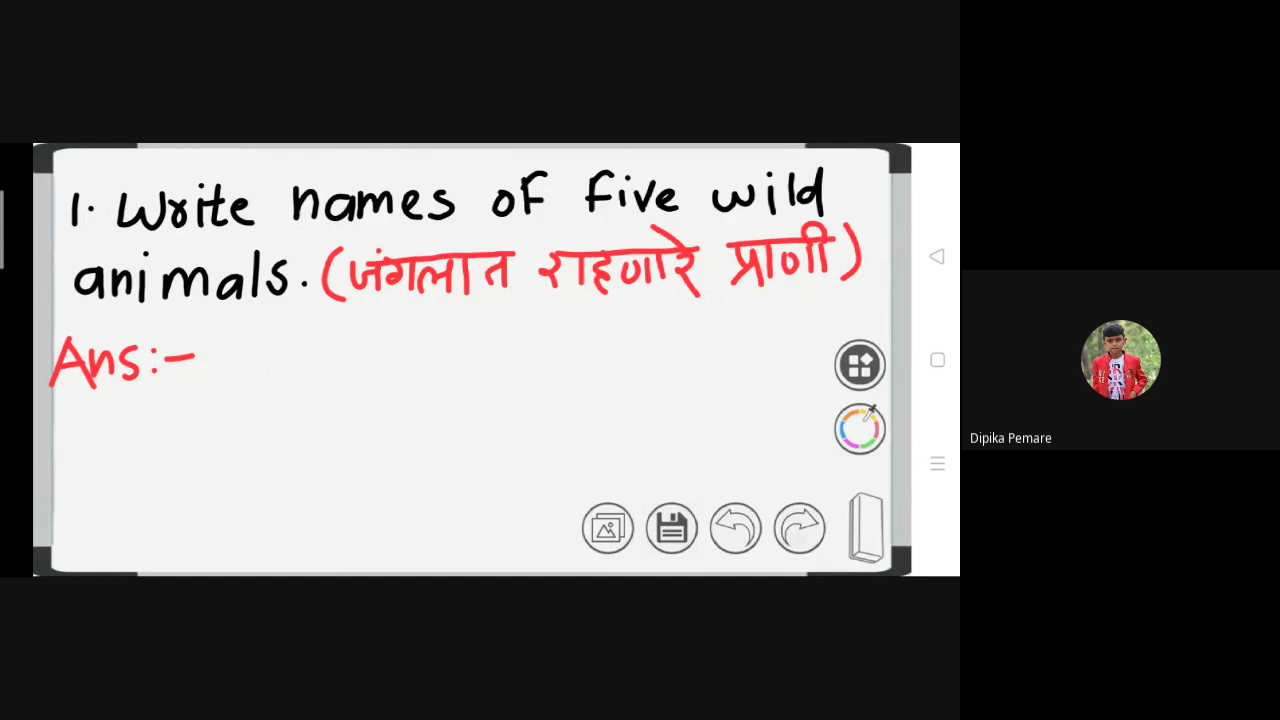 1. Write names of five wild
animals. (जंगलात राहणारे प्राणी)
Ans:-
Dipika Pemare